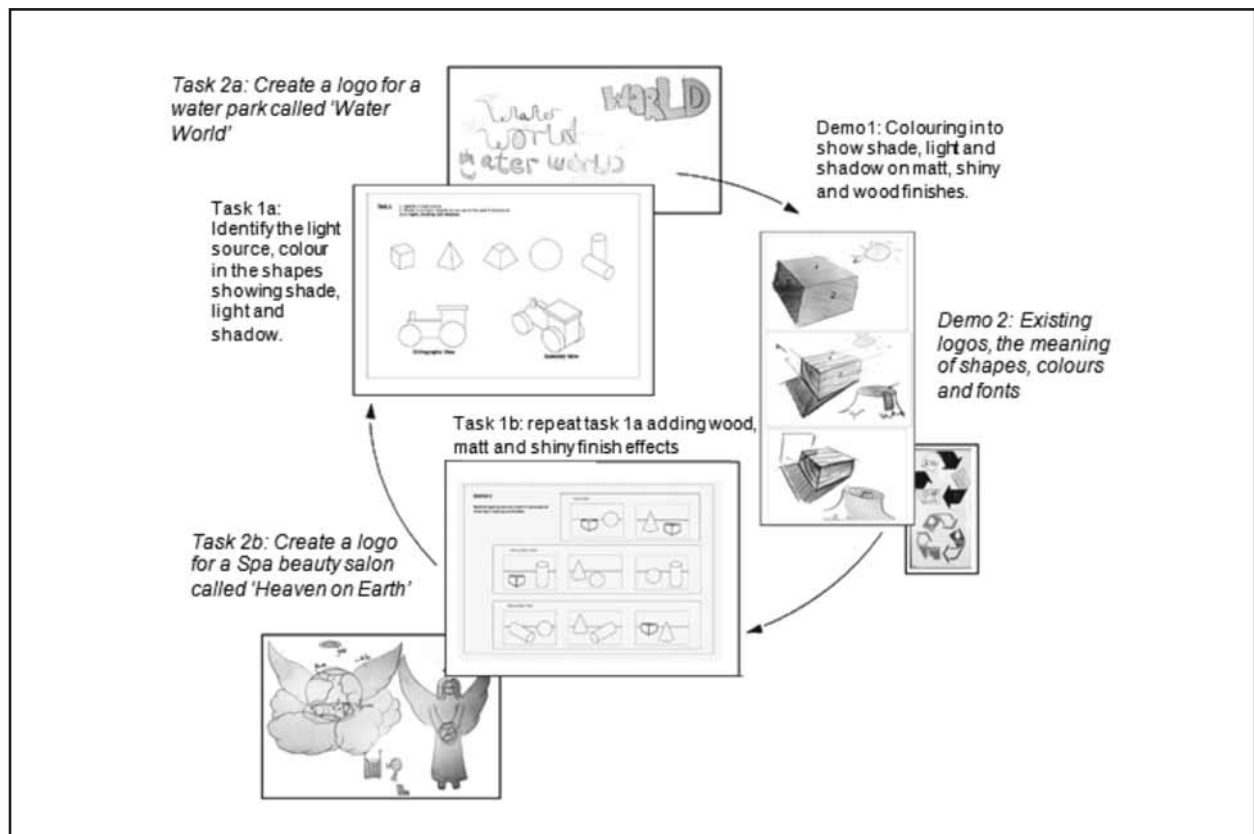 Task 2a: Create a logo for a
water park called ‘Water
World’
Water
World
Water world
WORLD
Demo1: Colouring in to
show shade, light and
shadow on matt, shiny
and wood finishes.
Task 1a:
Identify the light
source, colour
in the shapes
showing shade,
light and
shadow.
Orthographic View
Demo 2: Existing
logos, the meaning
of shapes, colours
and fonts
1
2
Task 1b: repeat task 1a adding wood,
matt and shiny finish effects
Task 2b: Create a logo
for a Spa beauty salon
called ‘Heaven on Earth’